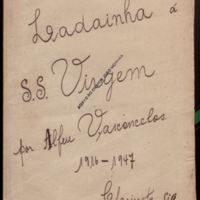 Ladainha á
S.S. Virgem
por Alfeu Vasconcelos
1916-1947